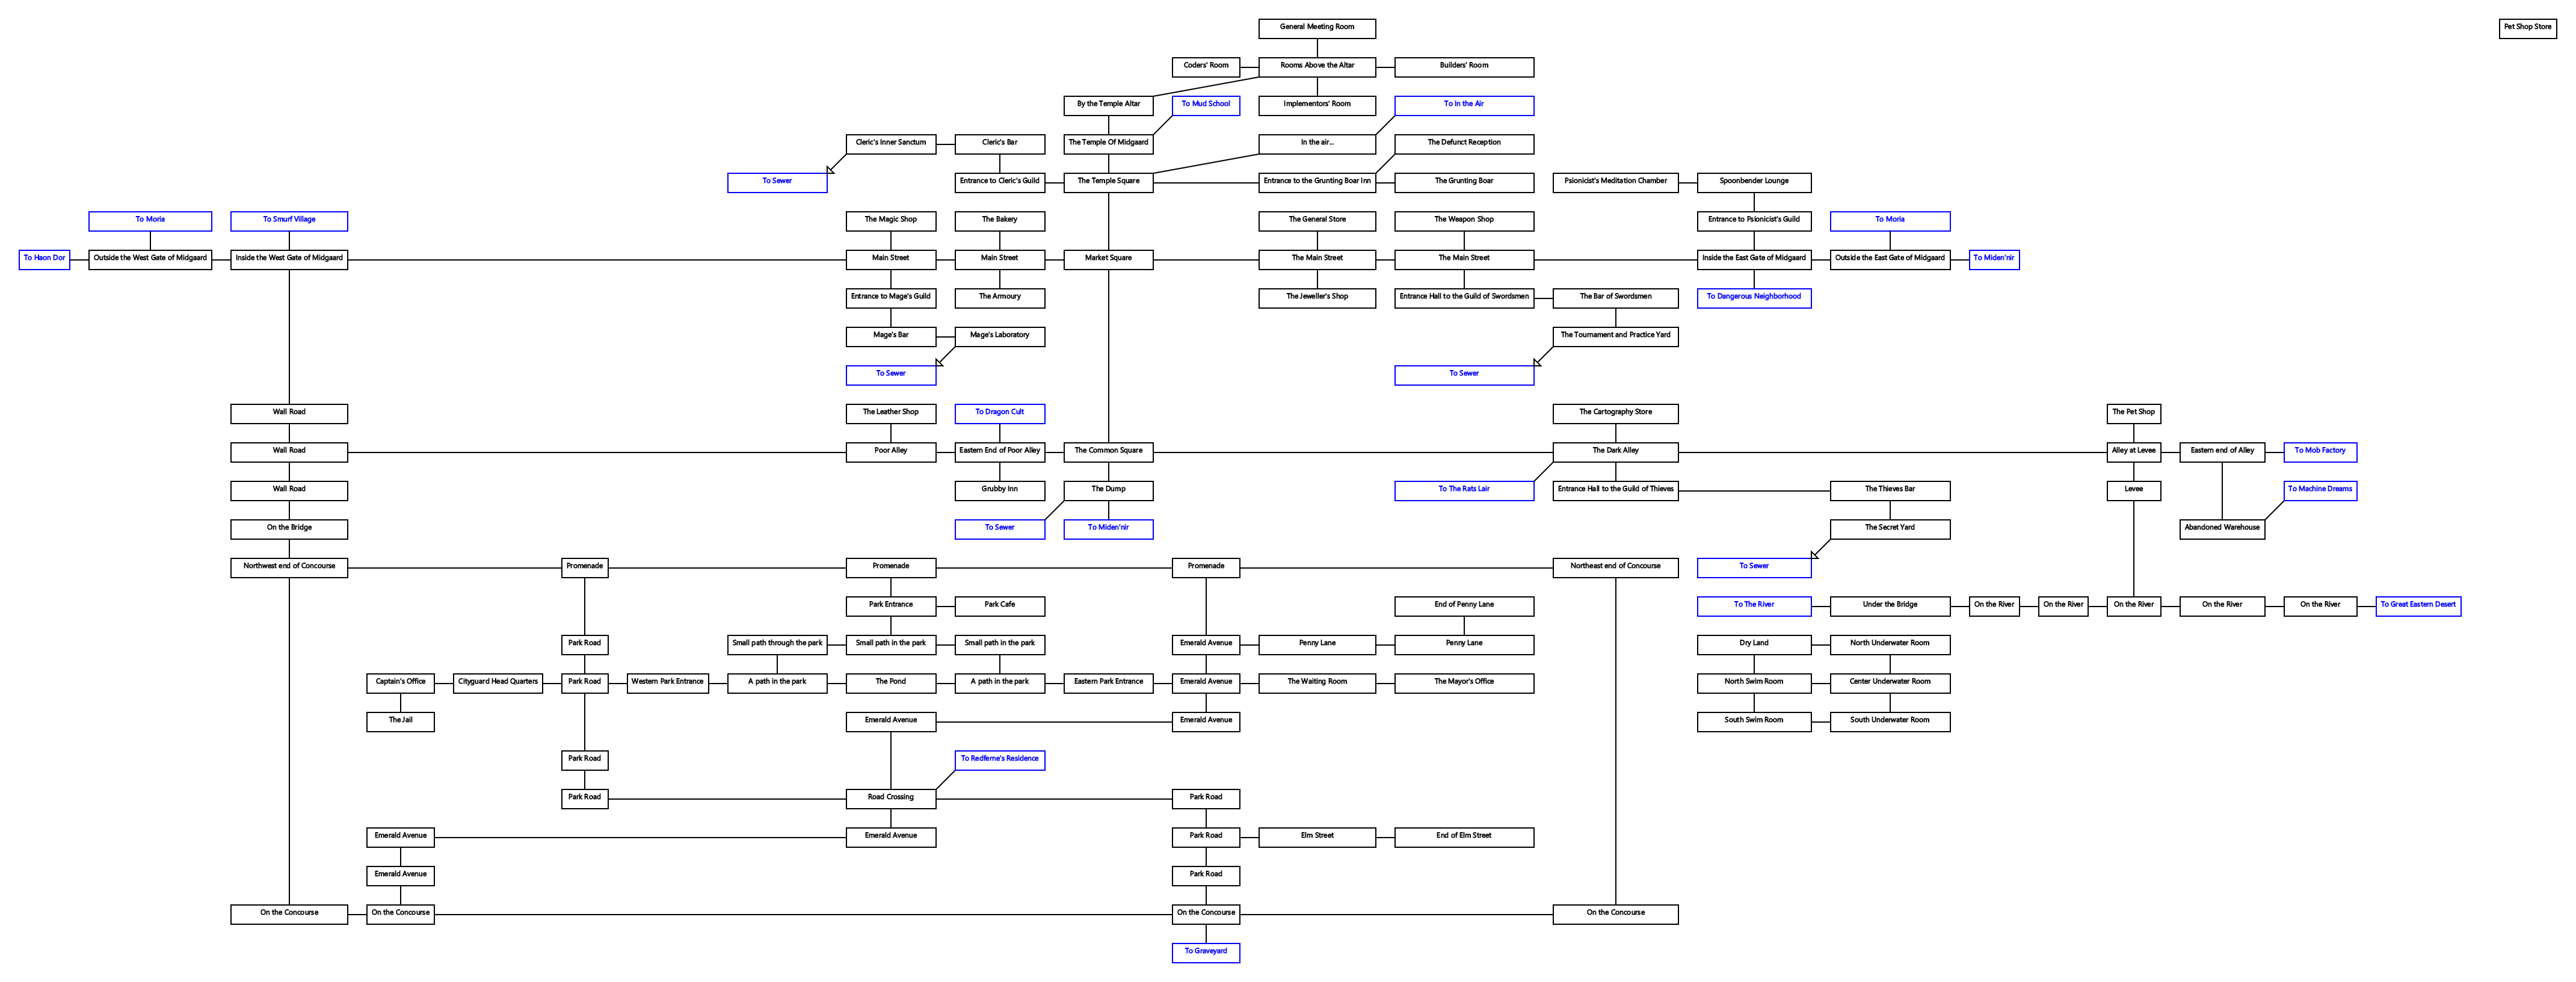 General Meeting Room
Pet Shop Store
Coders' Room
Rooms Above the Altar
Builders' Room
By the Temple Altar
To Mud School
Implementors' Room
To In the Air
Cleric's Inner Sanctum
Cleric's Bar
The Temple Of Midgaard
In the air...
The Defunct Reception
To Sewer
Entrance to Cleric's Guild
The Temple Square
Entrance to the Grunting Boar Inn
The Grunting Boar
Psionicist's Meditation Chamber
Spoonbender Lounge
To Moria
To Smurf Village
The Magic Shop
The Bakery
The General Store
The Weapon Shop
Entrance to Psionicist's Guild
To Moria
To Haon Dor
Outside the West Gate of Midgaard
Inside the West Gate of Midgaard
Main Street
Main Street
Market Square
The Main Street
The Main Street
Inside the East Gate of Midgaard
Outside the East Gate of Midgaard
To Miden'nir
Entrance to Mage's Guild
The Armoury
The Jeweller's Shop
Entrance Hall to the Guild of Swordsmen
The Bar of Swordsmen
To Dangerous Neighborhood
Mage's Bar
Mage's Laboratory
The Tournament and Practice Yard
To Sewer
To Sewer
Wall Road
The Leather Shop
To Dragon Cult
The Cartography Store
The Pet Shop
Wall Road
Poor Alley
Eastern End of Poor Alley
The Common Square
The Dark Alley
Alley at Levee
Eastern end of Alley
To Mob Factory
Wall Road
Grubby Inn
The Dump
To The Rats Lair
Entrance Hall to the Guild of Thieves
The Thieves Bar
Levee
To Machine Dreams
On the Bridge
To Sewer
To Miden'nir
The Secret Yard
Abandoned Warehouse
Northwest end of Concourse
Promenade
Promenade
Promenade
Northeast end of Concourse
To Sewer
Park Entrance
Park Cafe
End of Penny Lane
To The River
Under the Bridge
On the River
On the River
On the River
On the River
On the River
To Great Eastern Desert
Park Road
Small path through the park
Small path in the park
Small path in the park
Emerald Avenue
Penny Lane
Penny Lane
Dry Land
North Underwater Room
Captain's Office
Cityguard Head Quarters
Park Road
Western Park Entrance
A path in the park
The Pond
A path in the park
Eastern Park Entrance
Emerald Avenue
The Waiting Room
The Mayor's Office
North Swim Room
Center Underwater Room
The Jail
Emerald Avenue
Emerald Avenue
South Swim Room
South Underwater Room
Park Road
To Redferne's Residence
Park Road
Road Crossing
Park Road
Emerald Avenue
Emerald Avenue
Park Road
Elm Street
End of Elm Street
Emerald Avenue
Park Road
On the Concourse
On the Concourse
On the Concourse
On the Concourse
To Graveyard